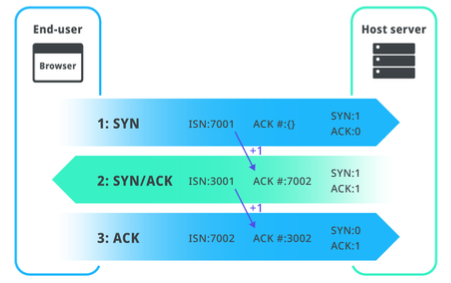 End-user
Host server
Browser
1: SYN ISN:7001 ACK #:{} SYN:1
ACK:0
+1
2: SYN/ACK ISN:3001 ACK #:7002 SYN:1
ACK:1
+1
3: ACK ISN:7002 ACK #:3002 SYN:0
ACK:1